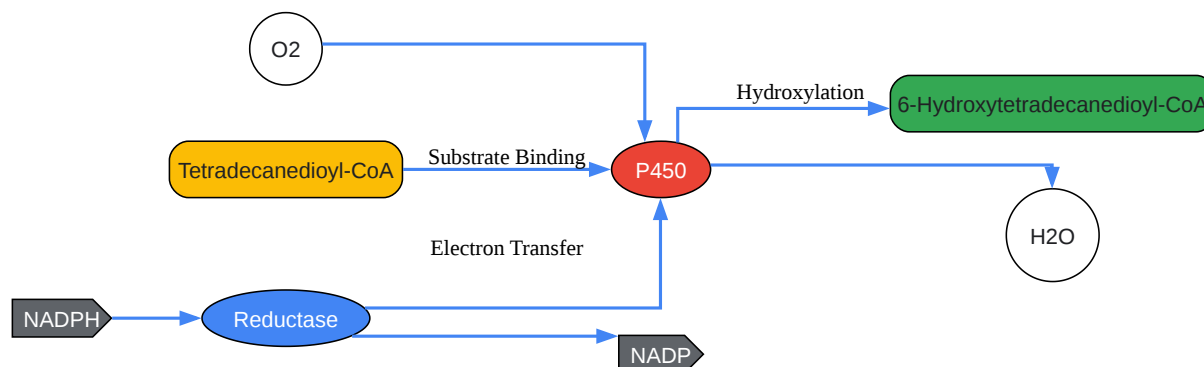 O2
Hydroxylation
6-Hydroxytetradecanedioyl-CoA
Tetradecanedioyl-CoA
Substrate Binding
P450
H2O
Electron Transfer
NADPH
Reductase
NADP